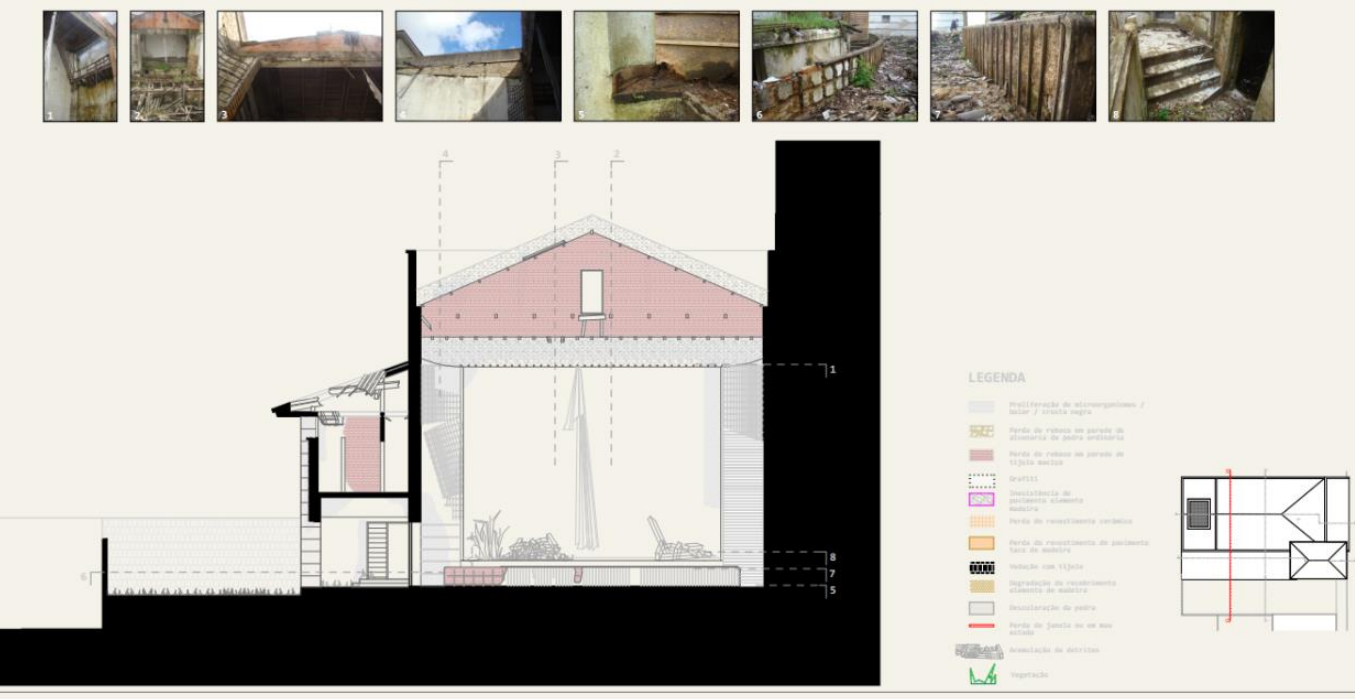 1
2
3
4
5
6
7
8
4
3
2
1
6
8
7
5
LEGENDA
Proliferação de microorganismos /
bolor / crosta negra
Perda de reboco em parede de
alvenaria de pedra ordinária
Perda de reboco em parede de
tijolo maciço
Grafiti
Inexistência de
pavimento elemento
madeira
Perda do revestimento cerâmico
Perda do revestimento do pavimento
taco de madeira
Vedação com tijolo
Degradação do recobrimento
elemento de madeira
Descoloração da pedra
Perda de janela ou em mau
estado
Acumulação de detritos
Vegetação